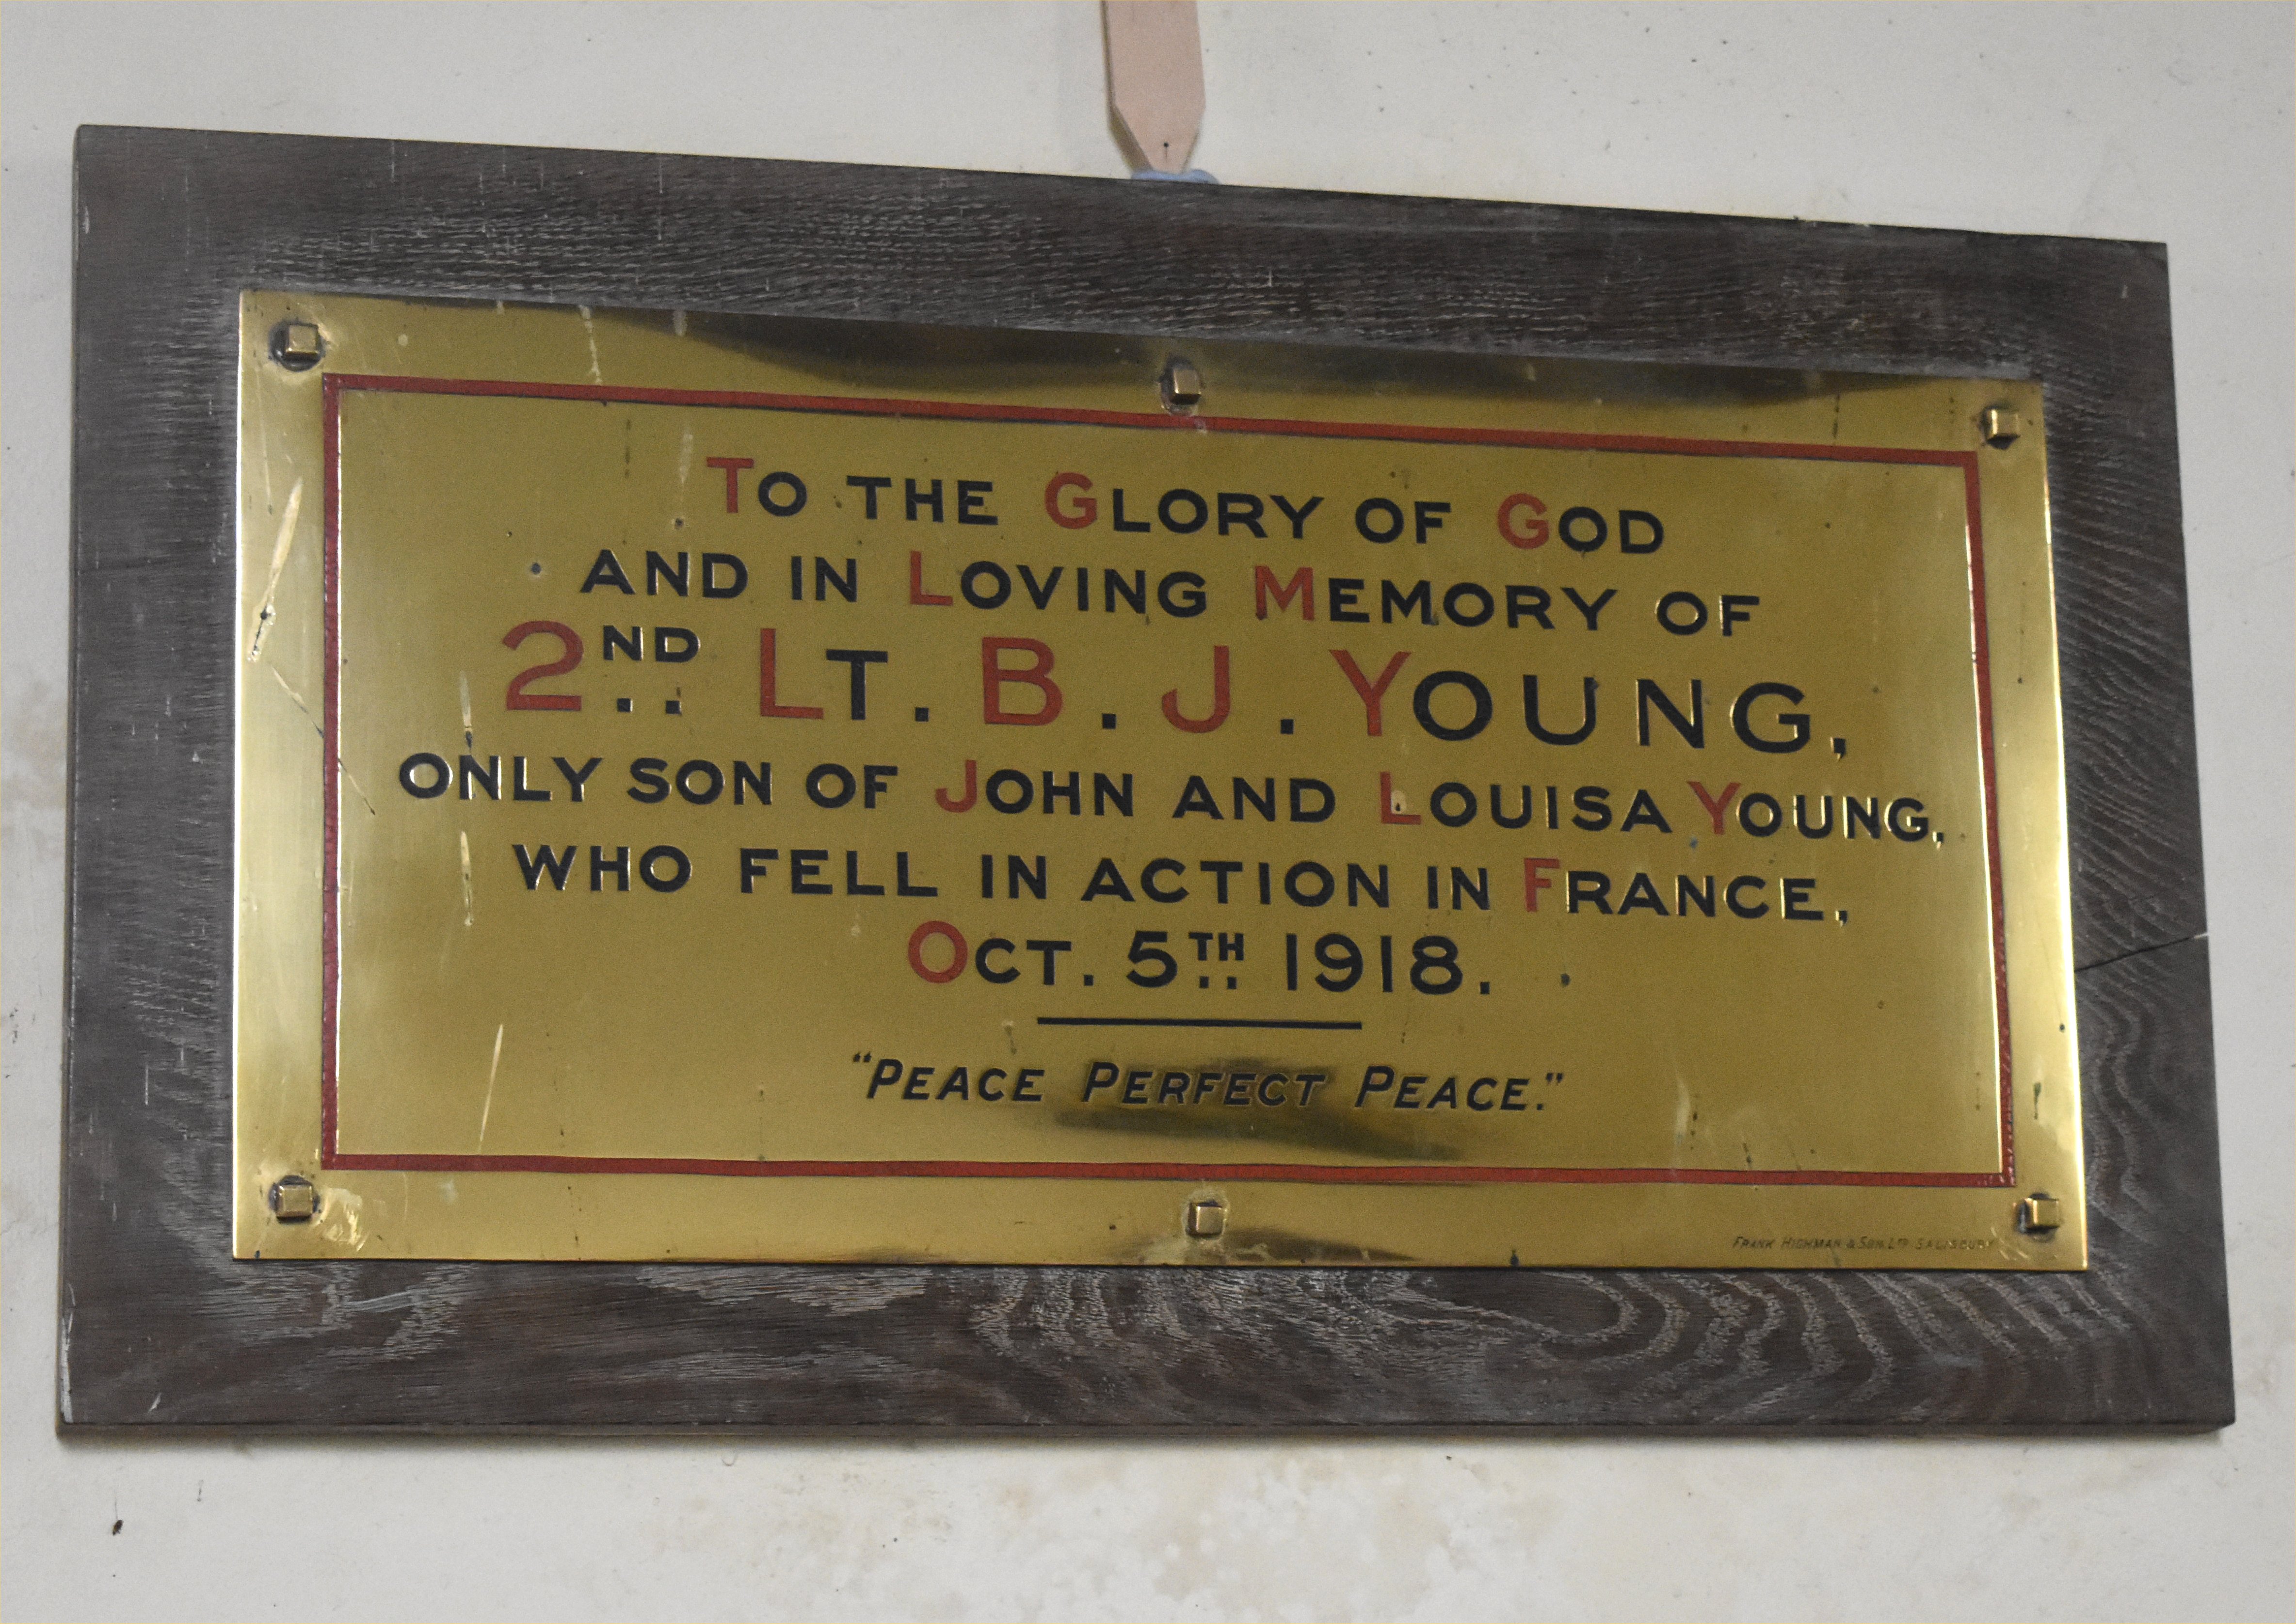 To the Glory of God
and in Loving Memory of
2ND. Lt. B. J. Young,
only son of John and Louisa Young,
who fell in action in France,
Oct. 5TH 1918.
"Peace Perfect Peace."
Frank Highman & Son. Ltd. Salisbury